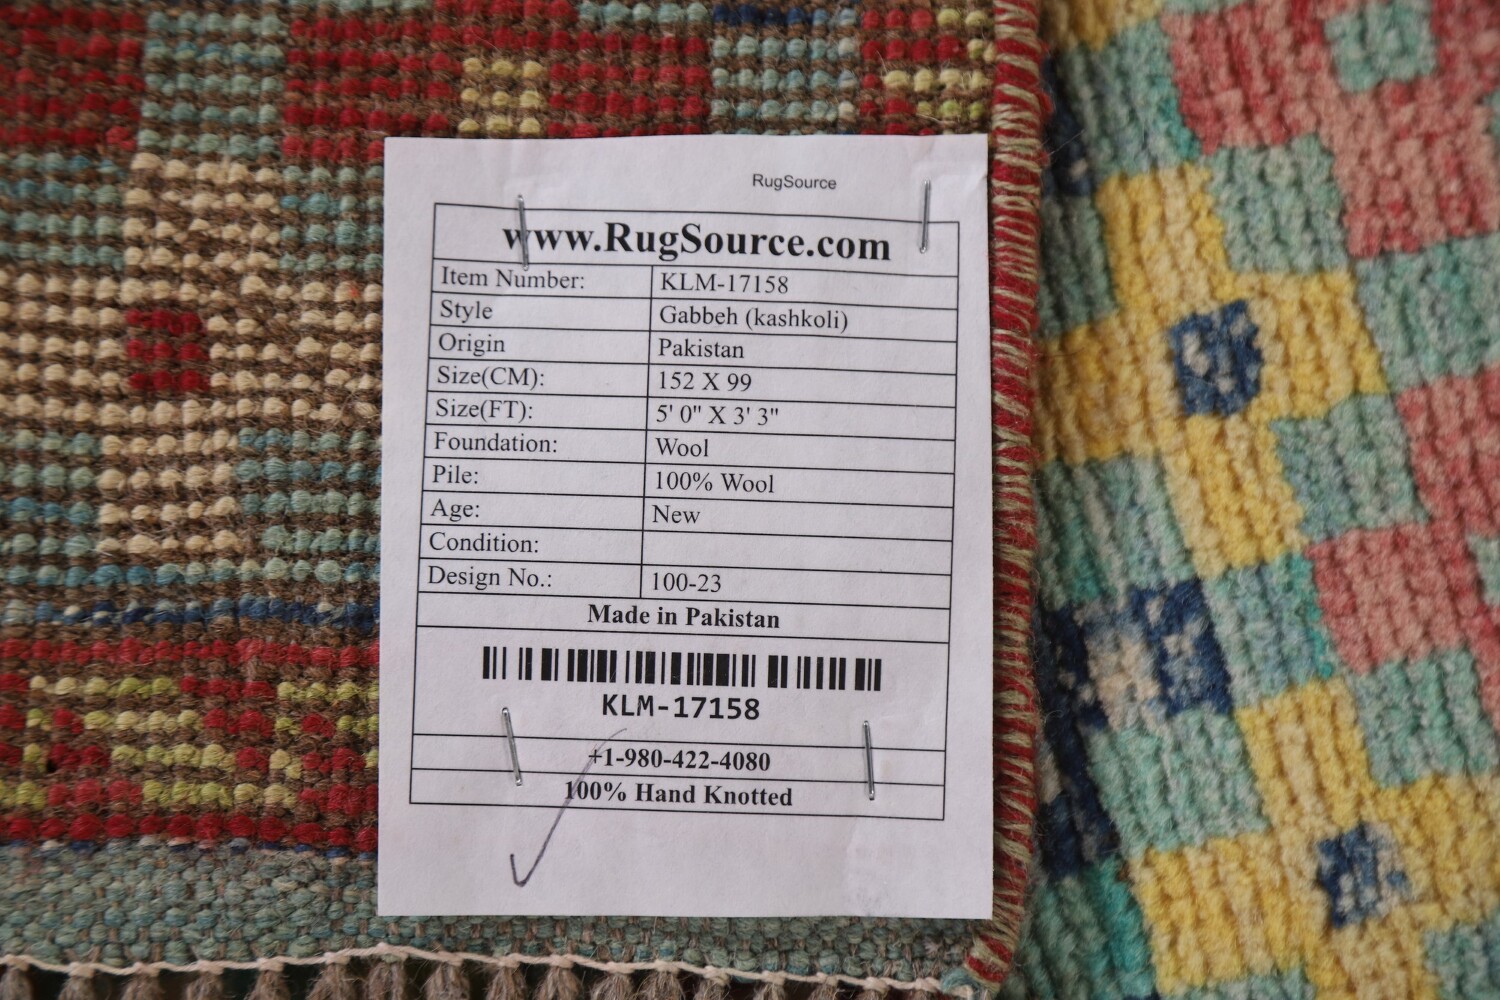 RugSource
www.RugSource.com
Item Number: KLM-17158
Style Gabbeh (kashkoli)
Origin Pakistan
Size(CM): 152 X 99
Size(FT): 5' 0" X 3' 3"
Foundation: Wool
Pile: 100% Wool
Age: New
Condition:
Design No.: 100-23
Made in Pakistan
KLM-17158
+1-980-422-4080
100% Hand Knotted